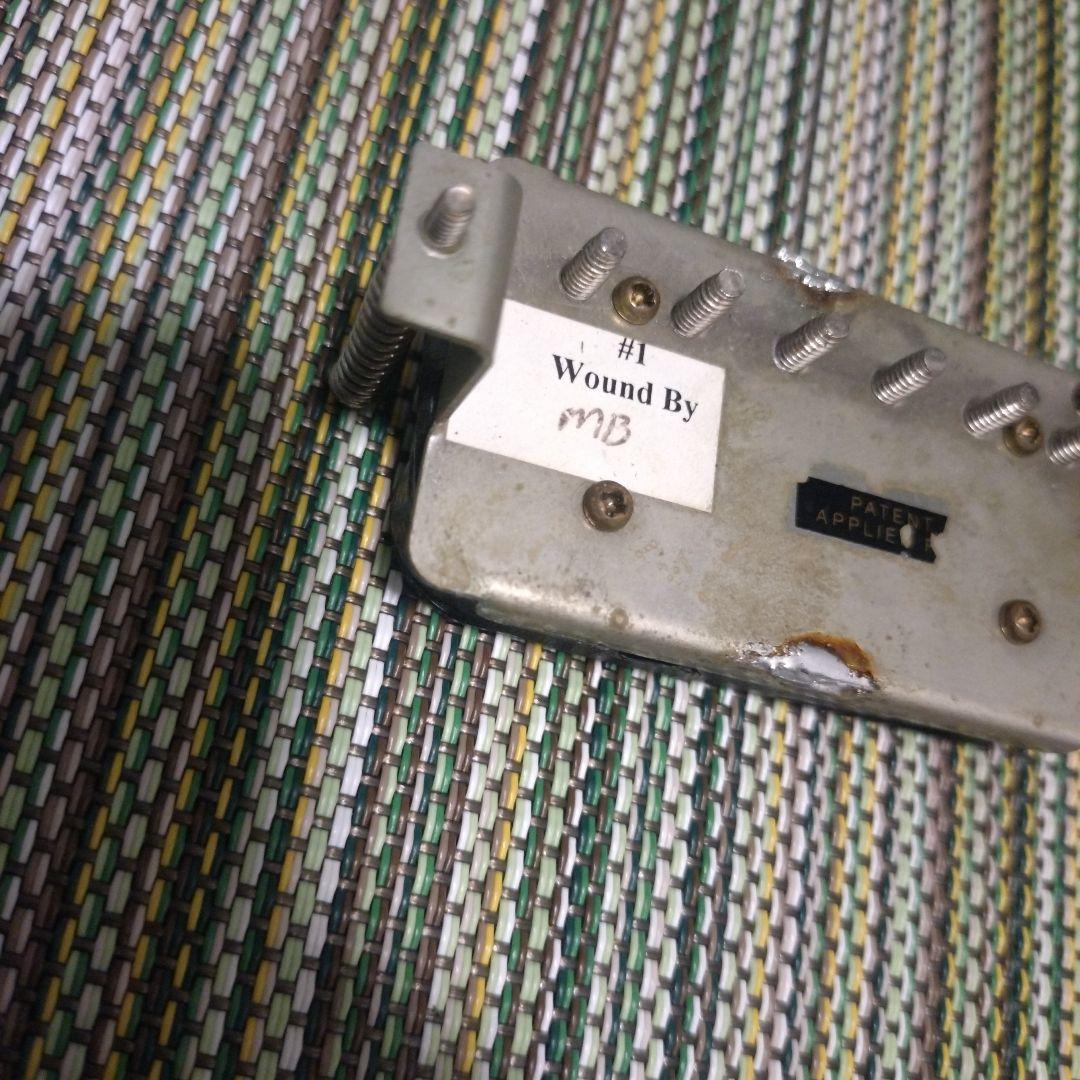 #1
Wound By
MB
PATENT
APPLIE